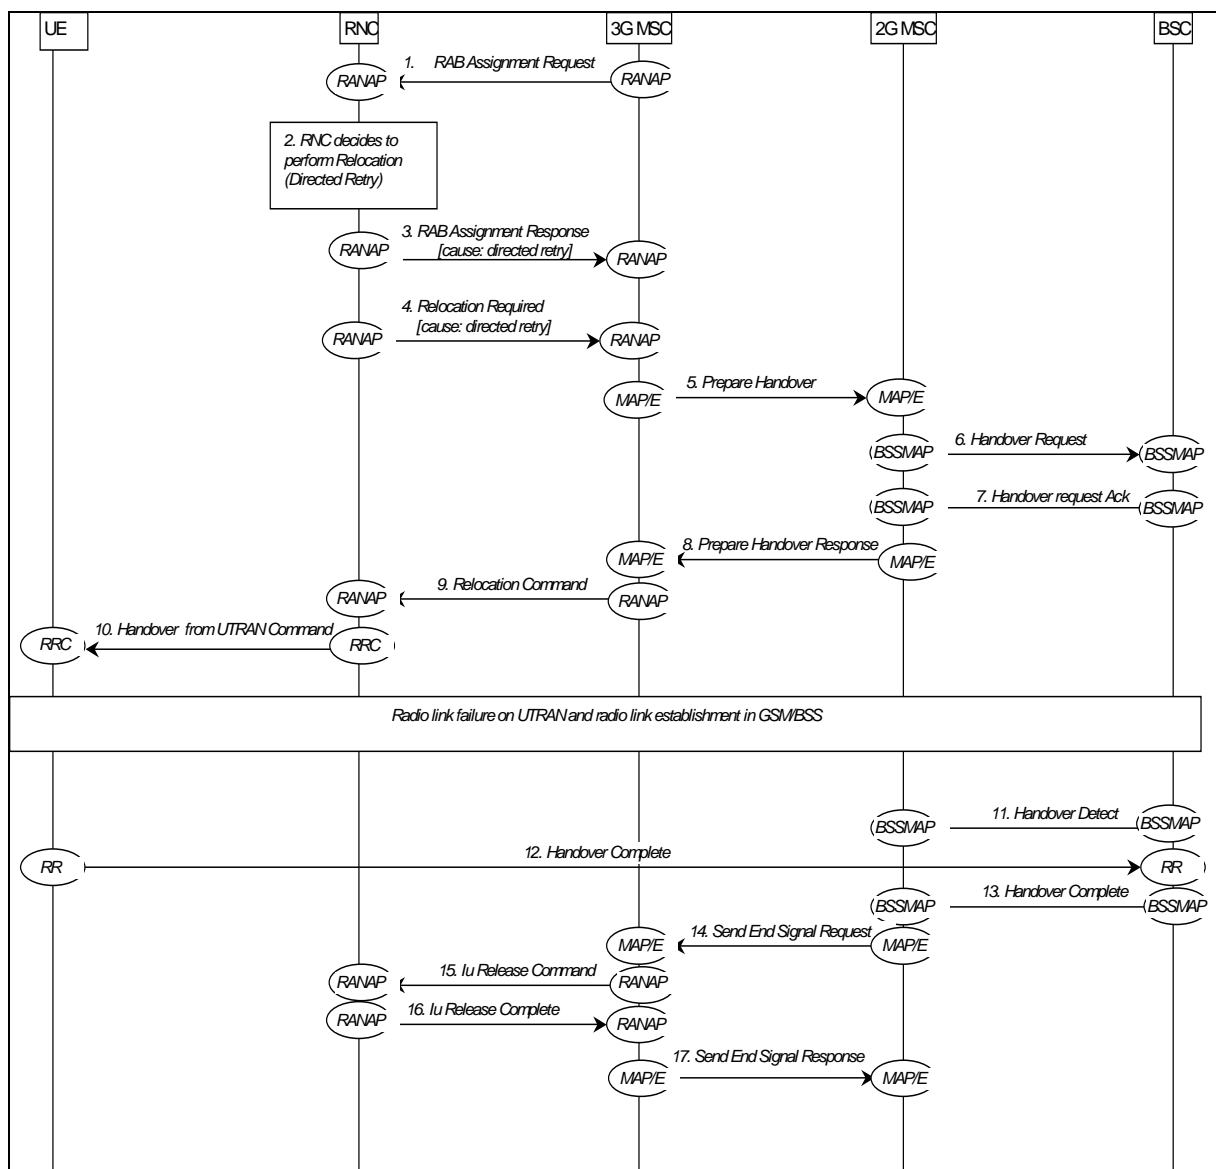 UE RNC 3G MSC 2G MSC BSC
1. RAB Assignment Request
RANAP RANAP
2. RNC decides to
perform Relocation
(Directed Retry)
3. RAB Assignment Response
[cause: directed retry]
RANAP RANAP
4. Relocation Required
[cause: directed retry]
RANAP RANAP
5. Prepare Handover
MAP/E MAP/E
6. Handover Request
BSSMAP BSSMAP
7. Handover request Ack
BSSMAP BSSMAP
8. Prepare Handover Response
MAP/E MAP/E
9. Relocation Command
RANAP RANAP
10. Handover from UTRAN Command
RRC RRC
Radio link failure on UTRAN and radio link establishment in GSM/BSS
11. Handover Detect
BSSMAP BSSMAP
12. Handover Complete
RR RR
13. Handover Complete
BSSMAP BSSMAP
14. Send End Signal Request
MAP/E MAP/E
15. Iu Release Command
RANAP RANAP
16. Iu Release Complete
RANAP RANAP
17. Send End Signal Response
MAP/E MAP/E